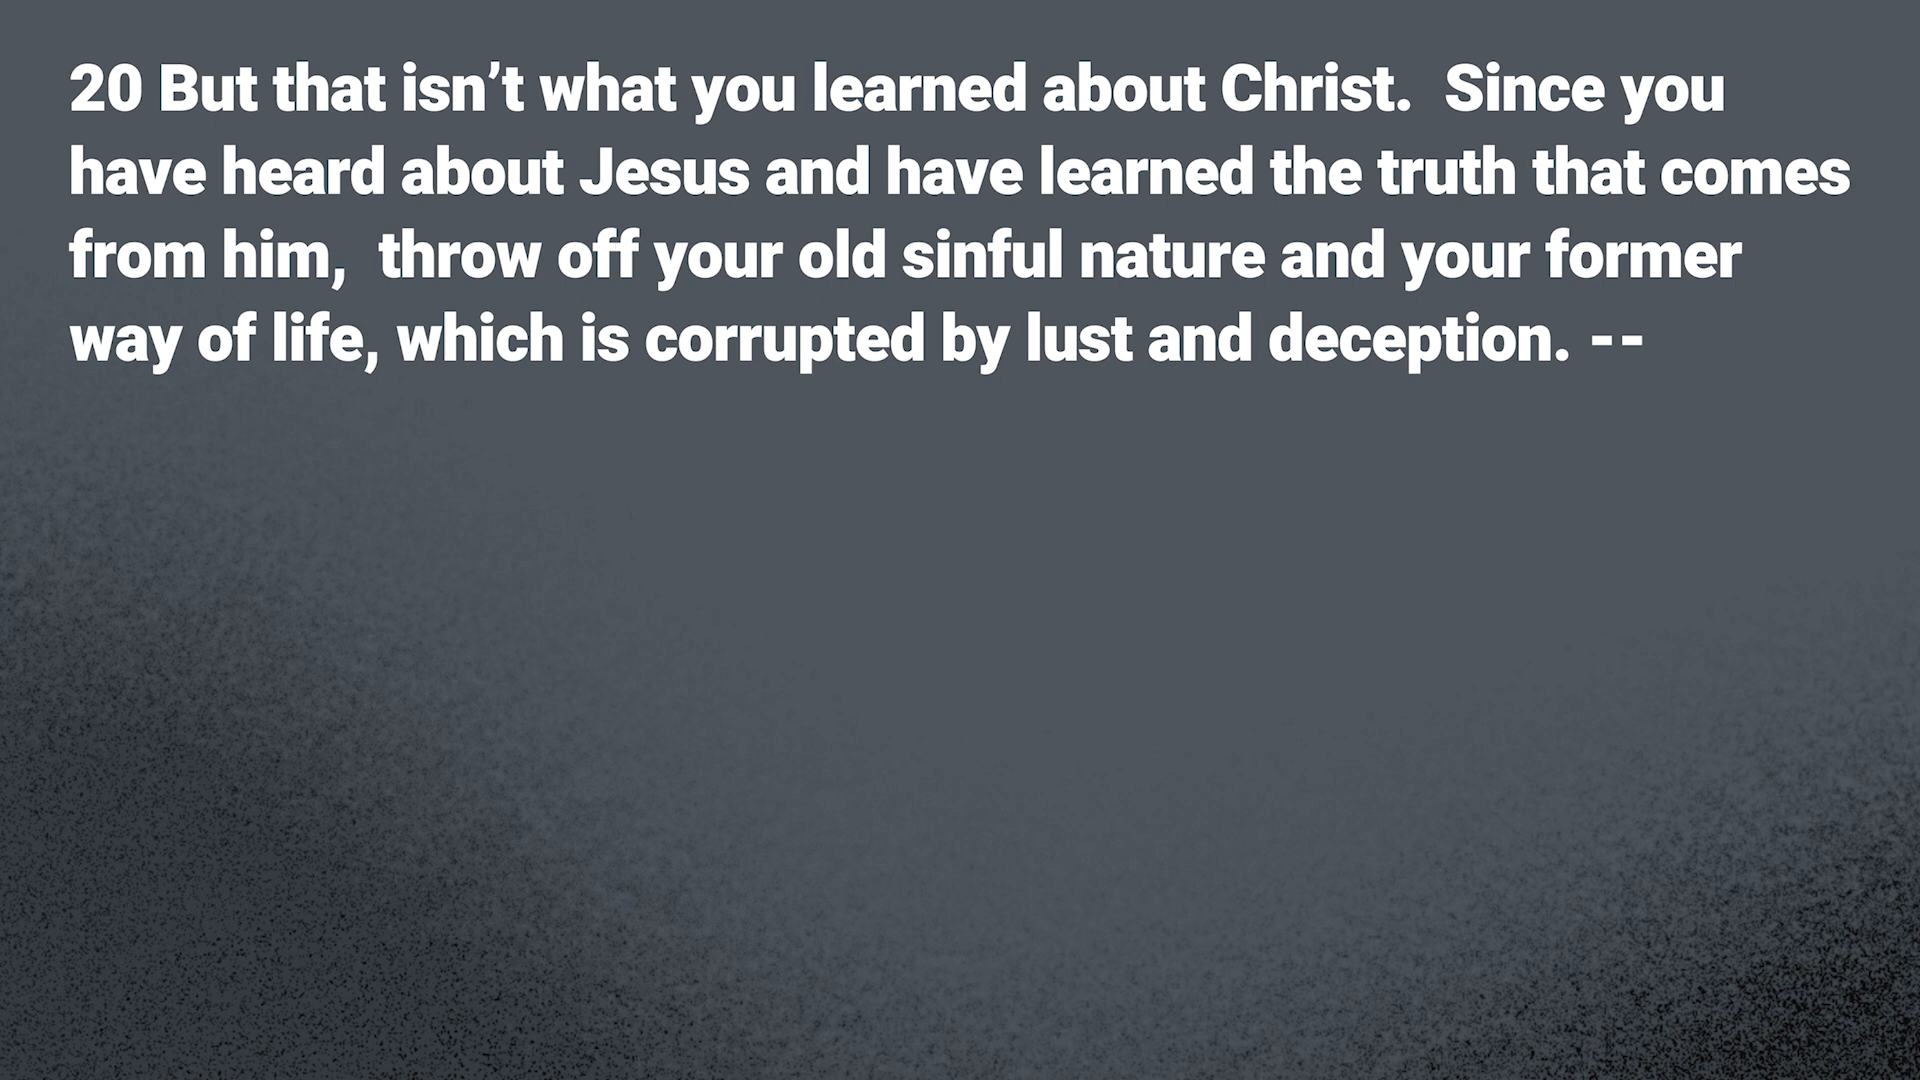 20 But that isn’t what you learned about Christ.  Since you
have heard about Jesus and have learned the truth that comes
from him,  throw off your old sinful nature and your former
way of life, which is corrupted by lust and deception. --